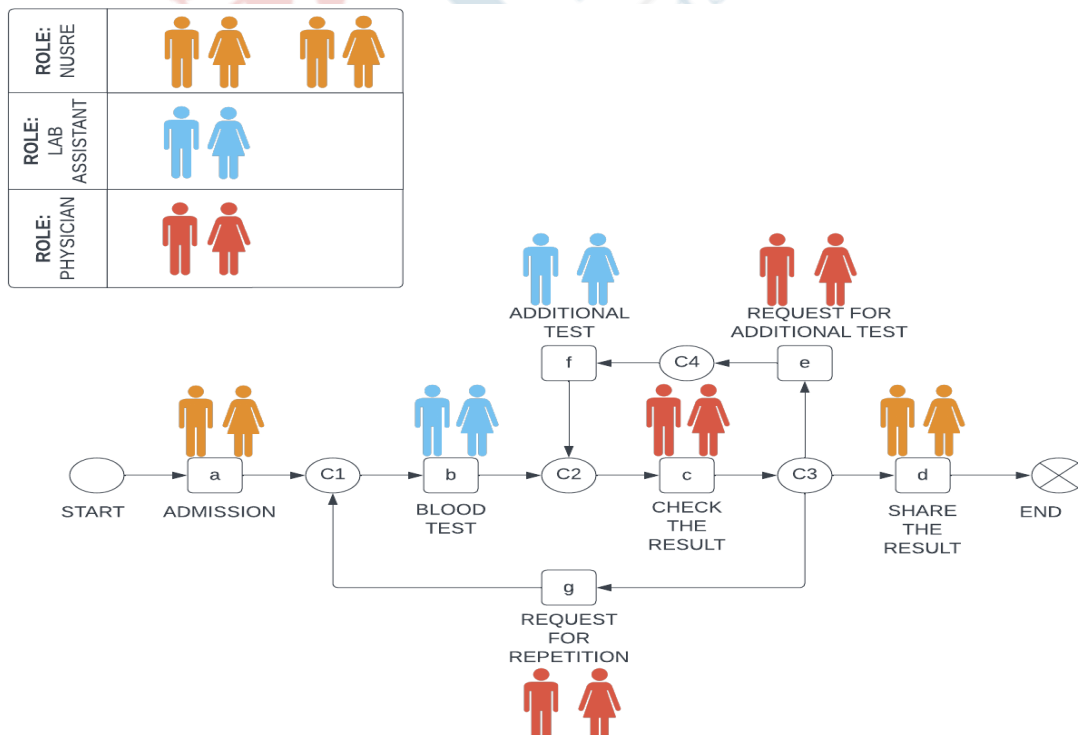 ROLE:
NUSRE
ROLE:
LAB
ASSISTANT
ROLE:
PHYSICIAN
ADDITIONAL
TEST
REQUEST FOR
ADDITIONAL TEST
f
C4
e
a
C1
b
C2
c
C3
d
START
ADMISSION
BLOOD
TEST
CHECK
THE
RESULT
SHARE
THE
RESULT
END
g
REQUEST
FOR
REPETITION